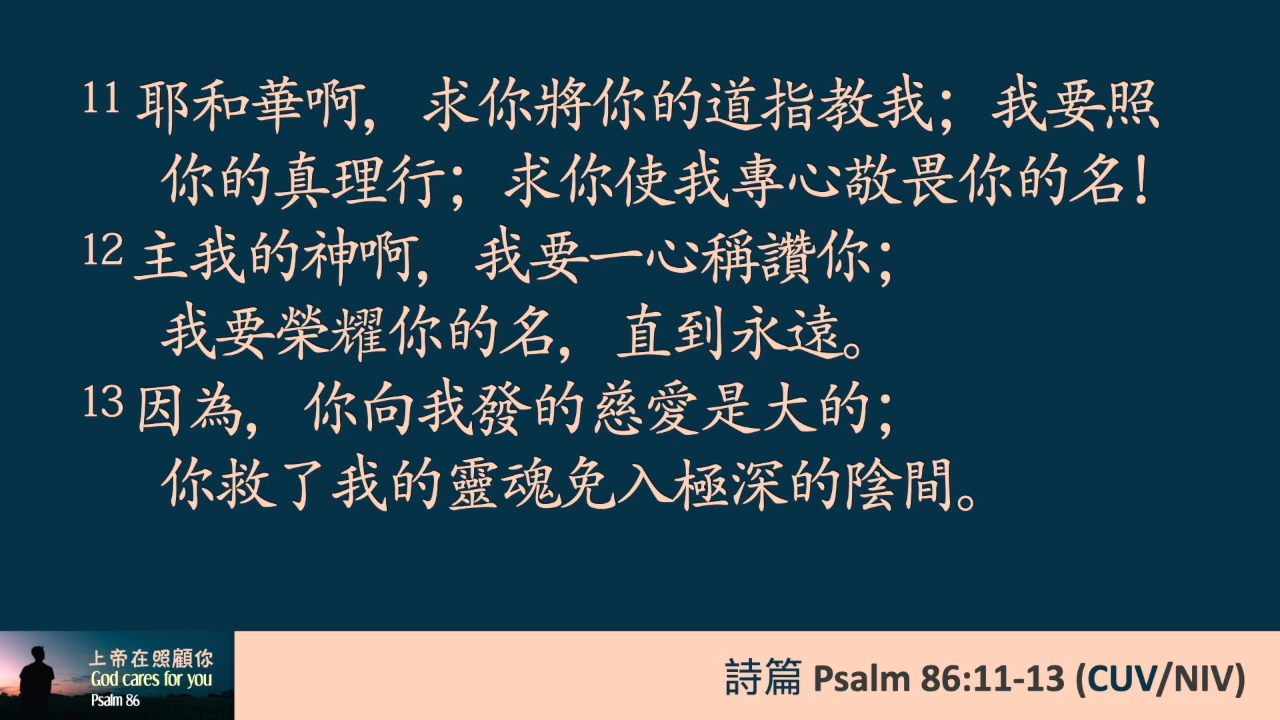 11 耶和華啊，求你將你的道指教我；我要照
你的真理行；求你使我專心敬畏你的名！
12 主我的神啊，我要一心稱讚你；
我要榮耀你的名，直到永遠。
13 因為，你向我發的慈愛是大的；
你救了我的靈魂免入極深的陰間。
上帝在照顧你
God cares for you
Psalm 86
詩篇 Psalm 86:11-13 (CUV/NIV)